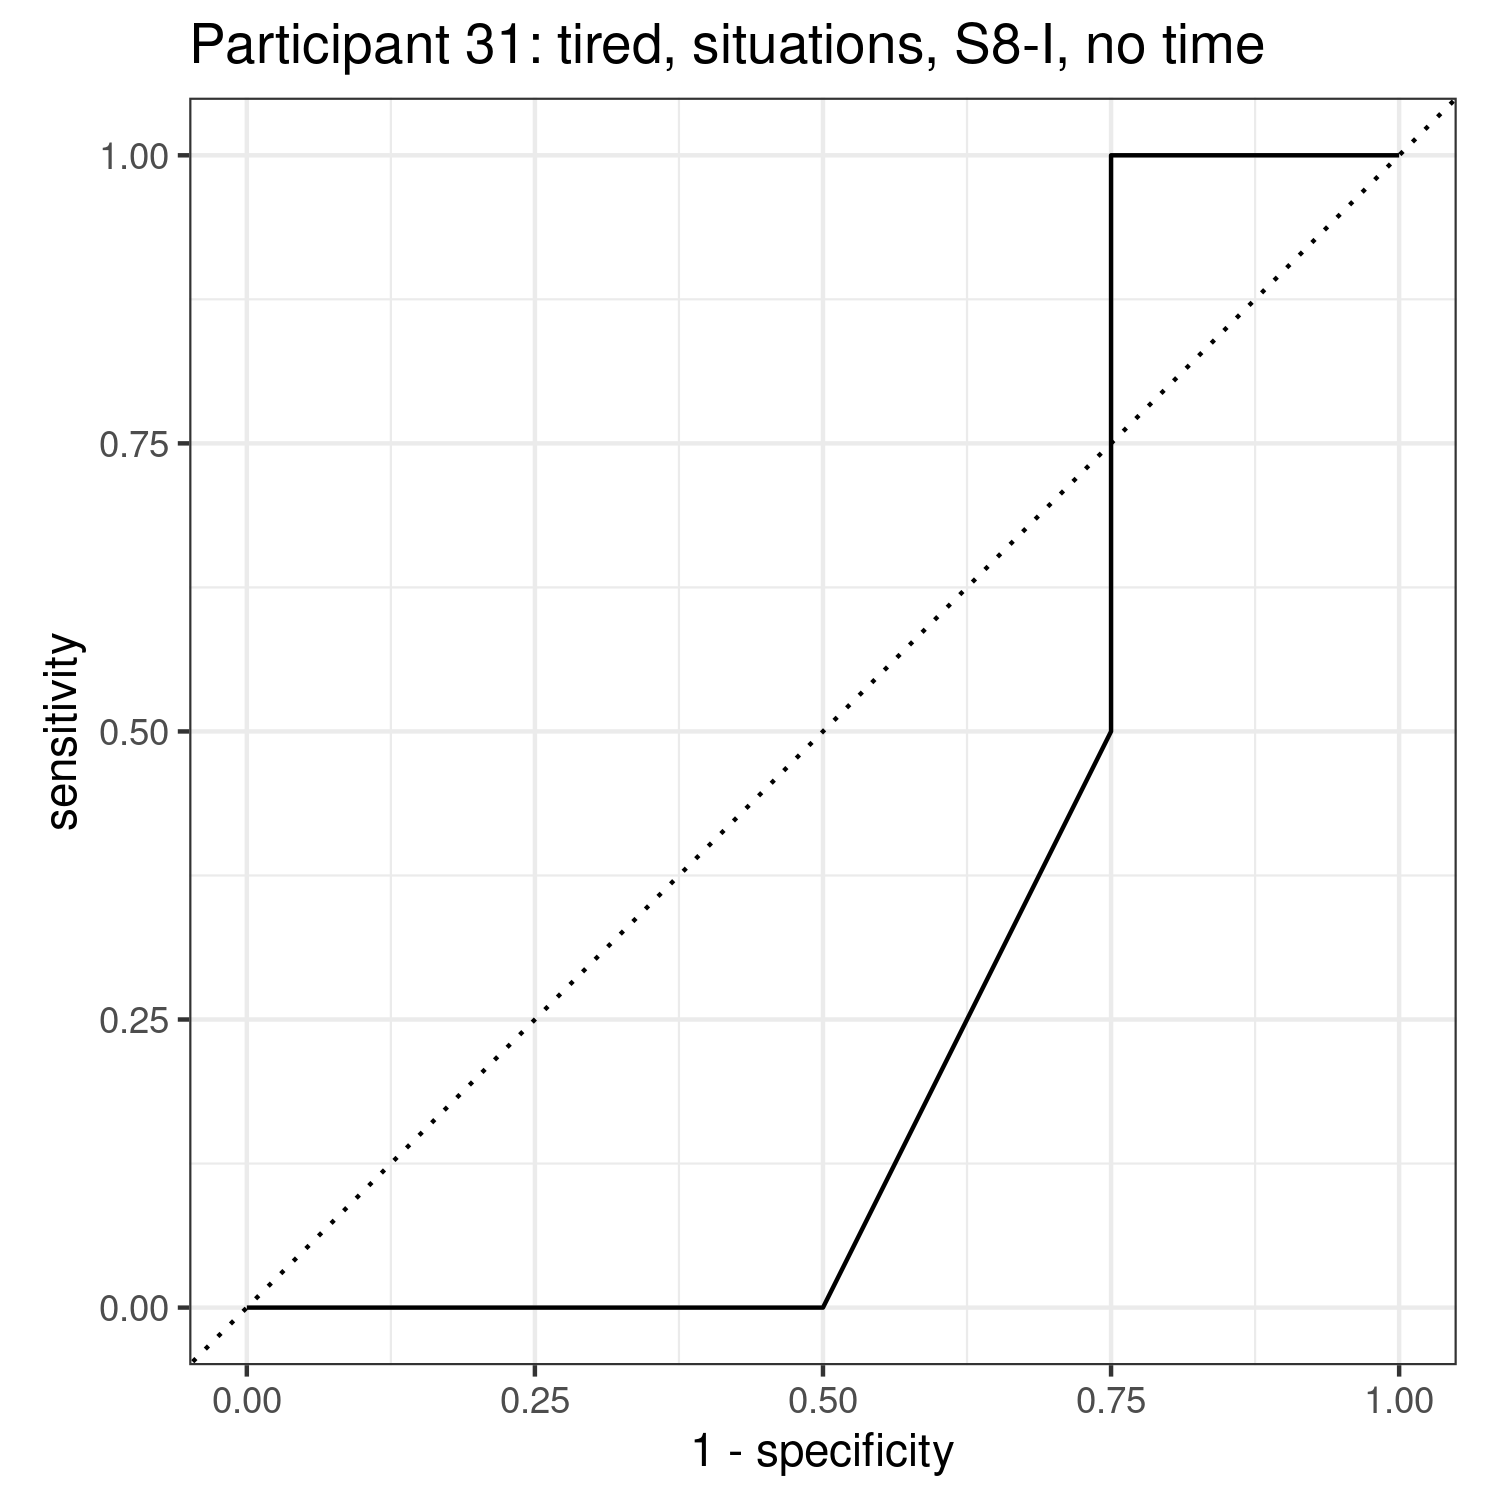 Participant 31: tired, situations, S8-I, no time
1.00
0.75
0.50
0.25
0.00
sensitivity
0.00 0.25 0.50 0.75 1.00
1 - specificity